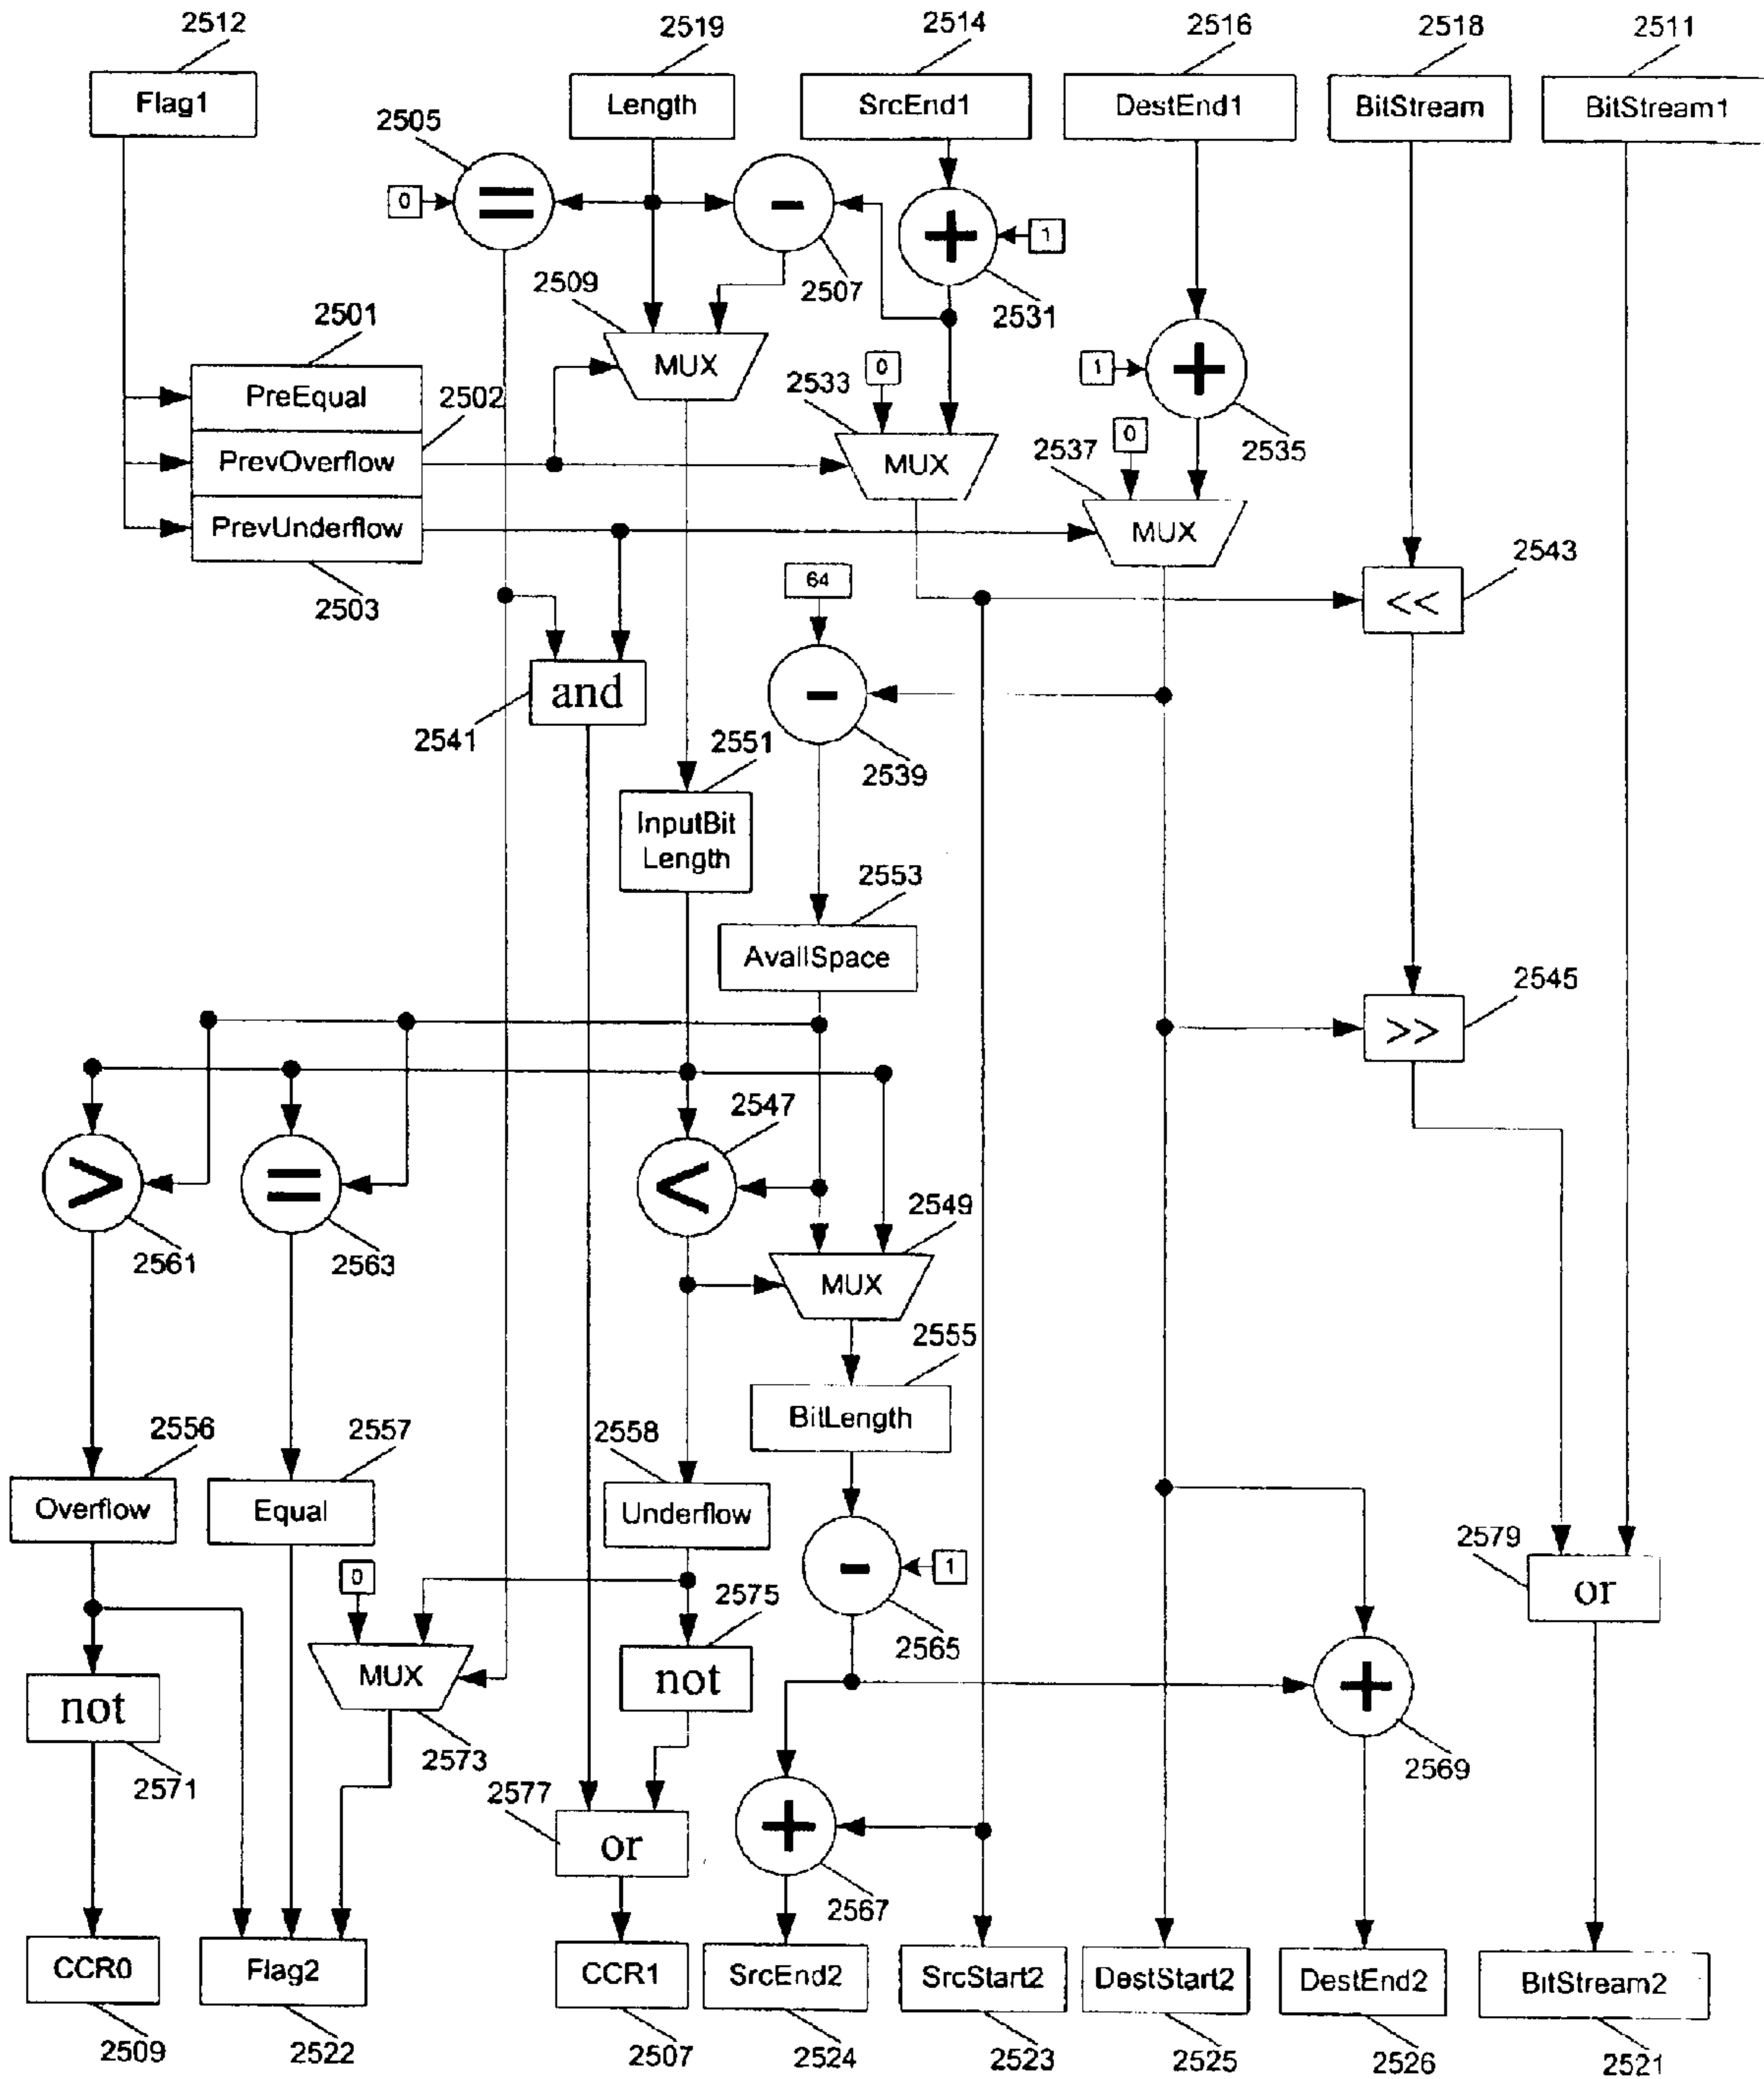 2512
2519
2514
2516
2518
2511
Flag1
Length
SrcEnd1
DestEnd1
BitStream
BitStream1
2505
0
=
-
+
1
2507
2531
2509
MUX
2501
0
1
+
2533
PreEqual
2502
MUX
2535
PrevOverflow
0
2537
PrevUnderflow
MUX
2503
64
2543
<<
and
-
2541
2551
2539
InputBit
Length
2553
AvailSpace
2545
>>
2547
>
=
<
2549
2561
2563
MUX
2555
BitLength
2556
2557
2558
Overflow
Equal
Underflow
-
1
2579
or
0
2575
2565
MUX
not
+
not
2573
2569
2571
2577
or
+
2567
CCR0
Flag2
CCR1
SrcEnd2
SrcStart2
DestStart2
DestEnd2
BitStream2
2509
2522
2507
2524
2523
2525
2526
2521